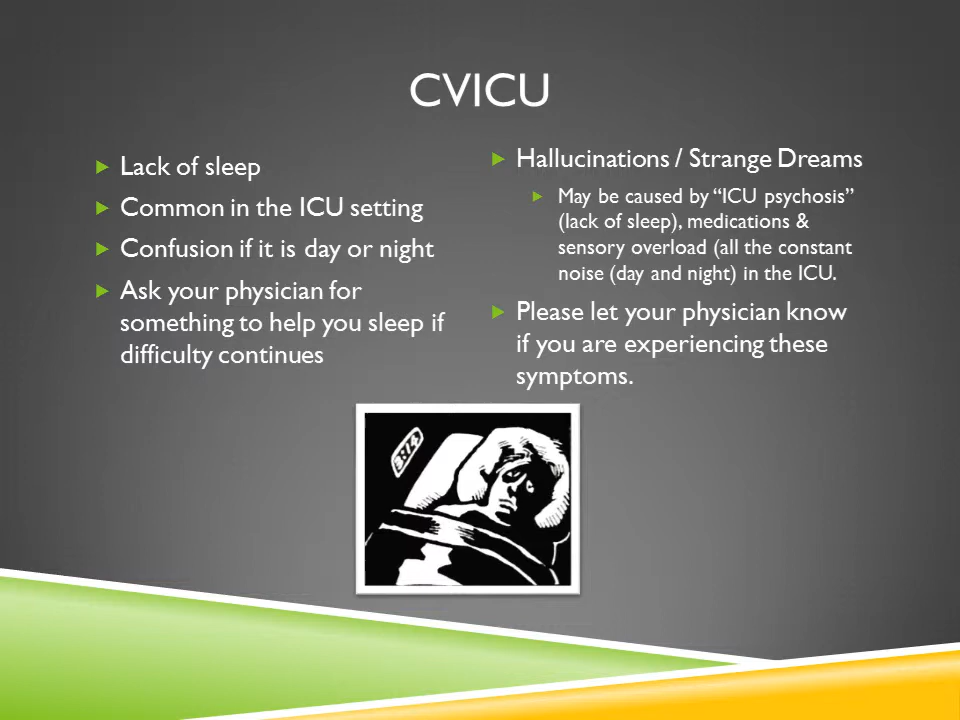 CVICU
Lack of sleep
Common in the ICU setting
Confusion if it is day or night
Ask your physician for
something to help you sleep if
difficulty continues
Hallucinations / Strange Dreams
May be caused by “ICU psychosis”
(lack of sleep), medications &
sensory overload (all the constant
noise (day and night) in the ICU.
Please let your physician know
if you are experiencing these
symptoms.
3:14